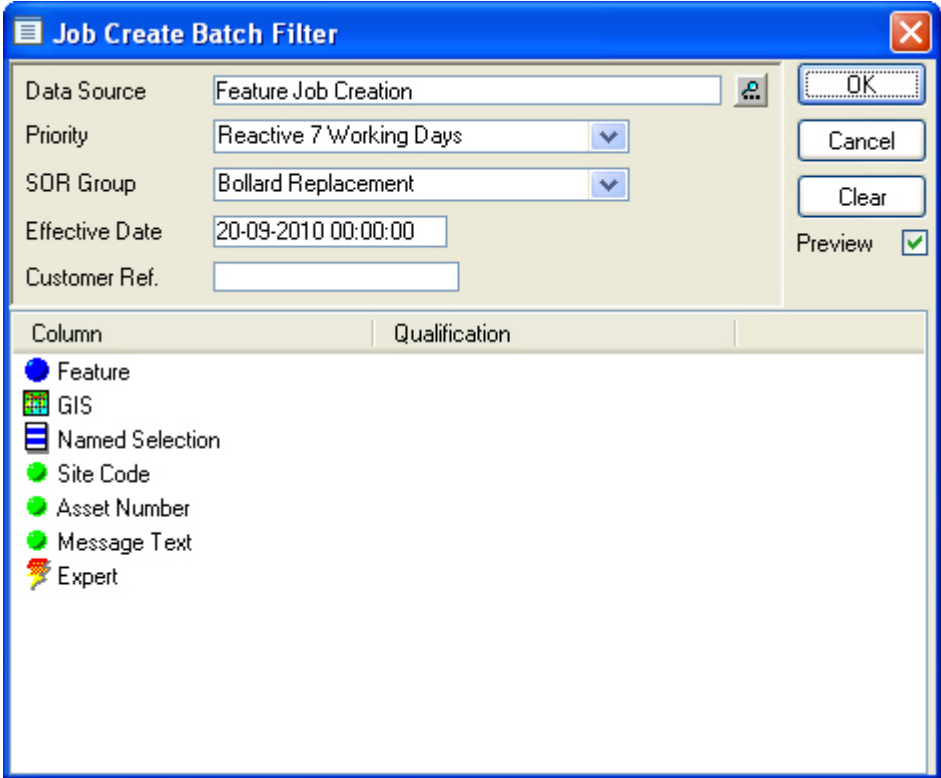 Job Create Batch Filter
Data Source Feature Job Creation OK
Priority Reactive 7 Working Days Cancel
SOR Group Bollard Replacement Clear
Effective Date 20-09-2010 00:00:00 Preview
Customer Ref.
Column Qualification
Feature
GIS
Named Selection
Site Code
Asset Number
Message Text
Expert